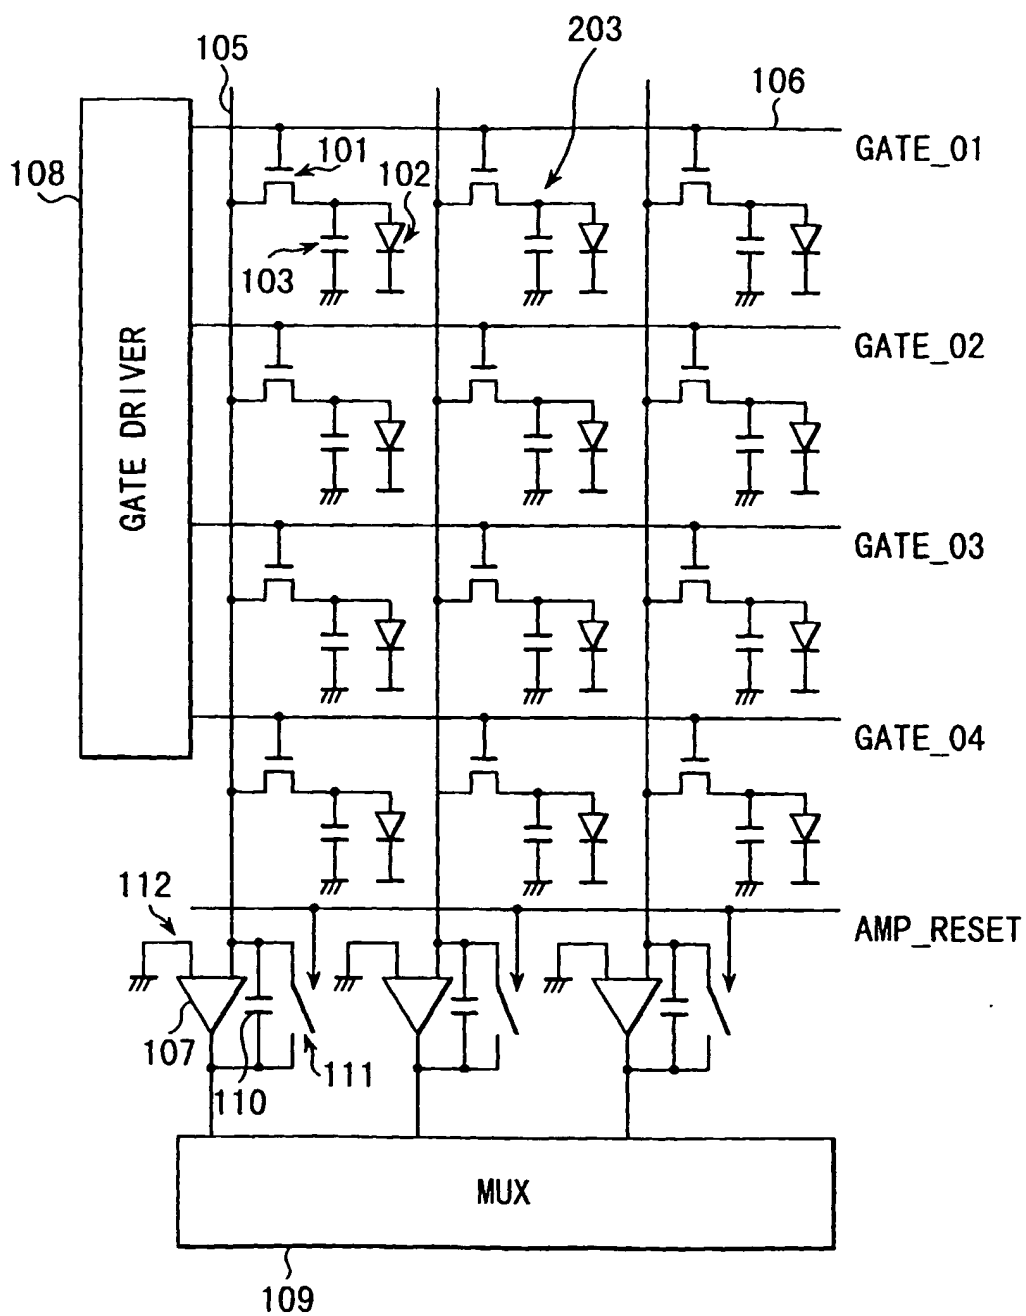 203
105
106
GATE_01
108
101
102
103
GATE_02
GATE DRIVER
GATE_03
GATE_04
112
AMP_RESET
107
111
110
MUX
109